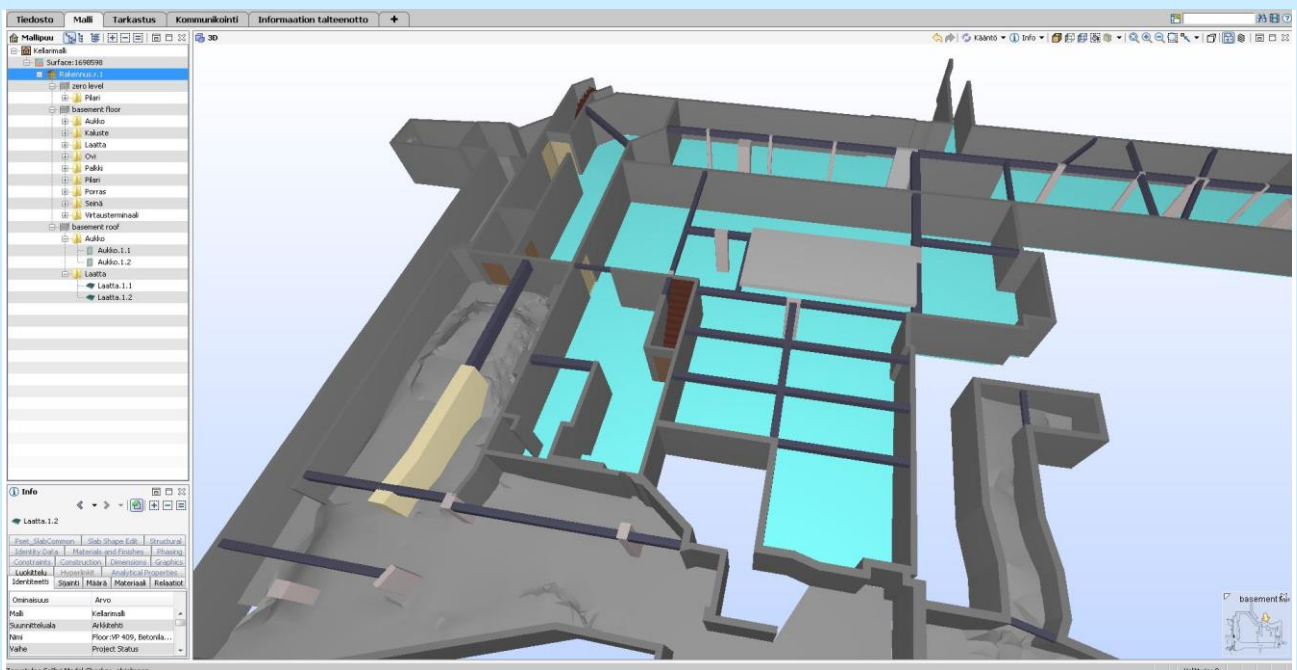 Tiedosto Malli Tarkastus Kommunikointi Informaation talteenotto +
Mallipuu
3D
Kääntö Info
Kellarimalli
Surface:1698598
Rakennus.r.1
zero level
Pilari
basement floor
Aukko
Kaluste
Laatta
Ovi
Palkki
Pilari
Porras
Seinä
Virtausterminaali
basement roof
Aukko
Aukko.1.1
Aukko.1.2
Laatta
Laatta.1.1
Laatta.1.2
Info
Laatta.1.2
Pset_SlabCommon Slab Shape Edit Structural
Identity Data Materials and Finishes Phasing
Constraints Construction Dimensions Graphics
Luokittelu Hyperlinkit Analytical Properties
Identiteetti Sijainti Määrä Materiaali Relaatiot
Ominaisuus Arvo
Malli Kellarimalli
Suunnitteluala Arkkitehti
Nimi Floor:VP 409, Betonila...
Vaihe Project Status
basement